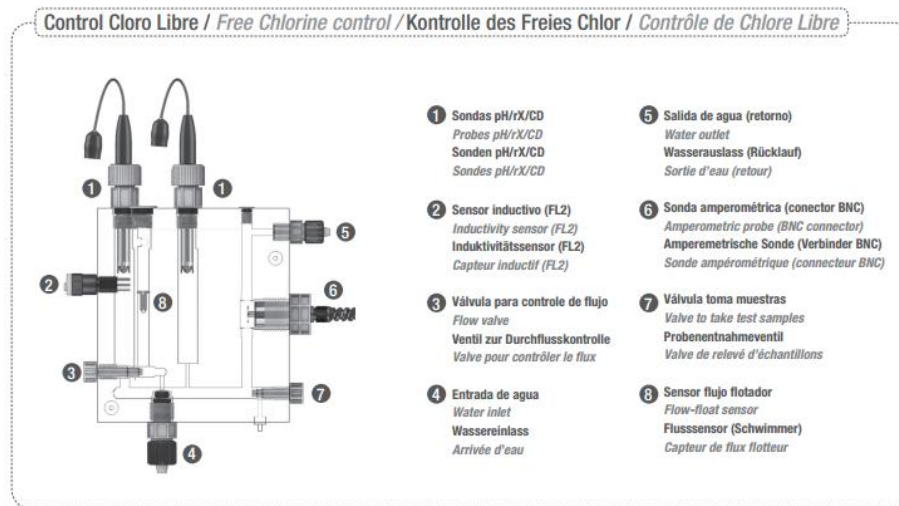 Control Cloro Libre / Free Chlorine control / Kontrolle des Freies Chlor / Contrôle de Chlore Libre
1 Sondas pH/rX/CD
Probes pH/rX/CD
Sonden pH/rX/CD
Sondes pH/rX/CD
2 Sensor inductivo (FL2)
Inductivity sensor (FL2)
Induktivitätssensor (FL2)
Capteur inductif (FL2)
3 Válvula para controle de flujo
Flow valve
Ventil zur Durchflusskontrolle
Valve pour contrôler le flux
4 Entrada de agua
Water inlet
Wassereinlass
Arrivée d'eau
5 Salida de agua (retorno)
Water outlet
Wasserauslass (Rücklauf)
Sortie d'eau (retour)
6 Sonda amperométrica (conector BNC)
Amperometric probe (BNC connector)
Amperemetrische Sonde (Verbinder BNC)
Sonde ampérométrique (connecteur BNC)
7 Válvula toma muestras
Valve to take test samples
Probenentnahmeventil
Valve de relevé d'échantillons
8 Sensor flujo flotador
Flow-float sensor
Flusssensor (Schwimmer)
Capteur de flux flotteur
1
1
5
2
8
6
3
7
4